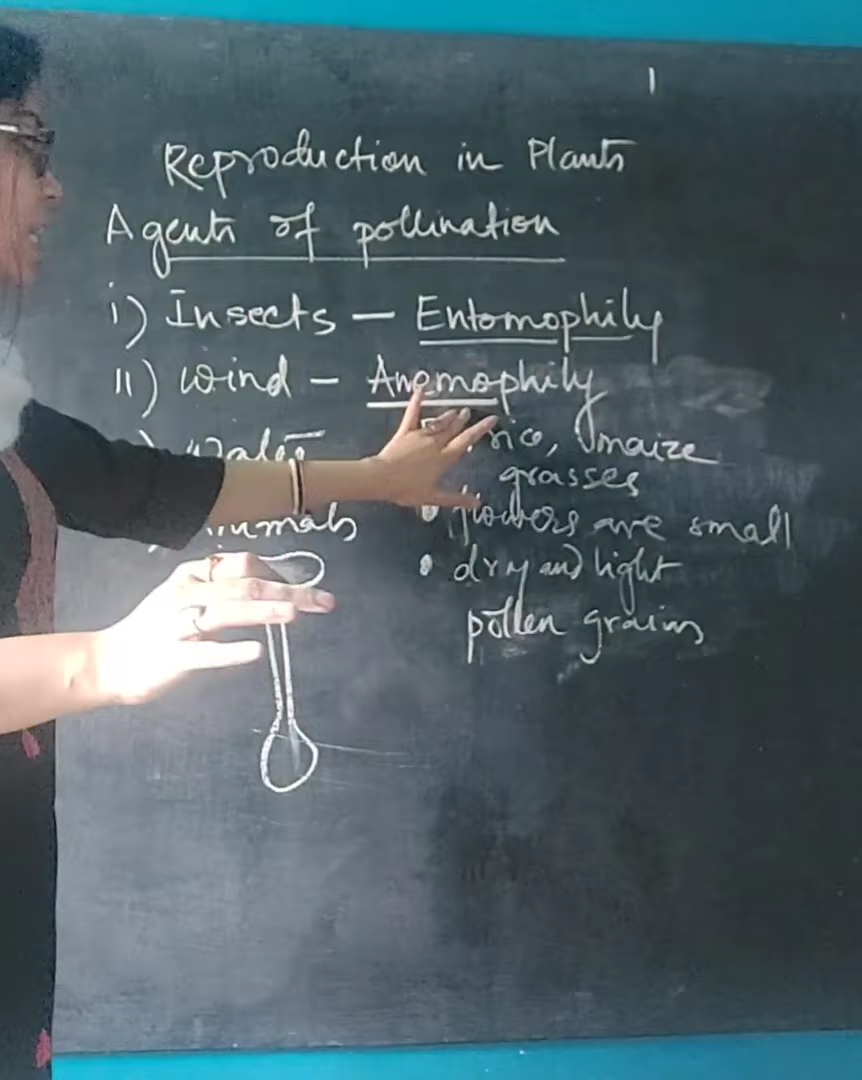 Reproduction in Plants
Agents of pollination
i) Insects - Entomophily
ii) Wind - Anemophily
rice, maize
grasses
Water
• flowers are small
• dry and light
pollen grains